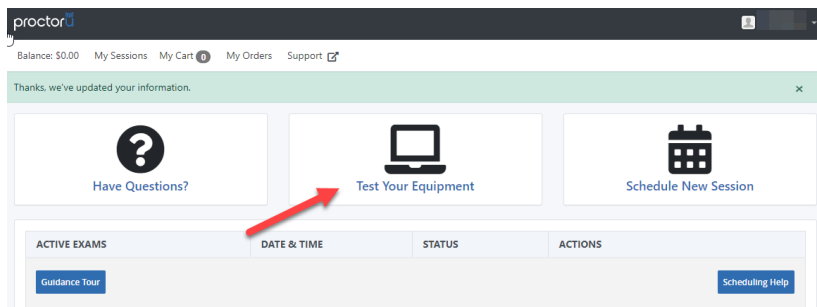 proctorU
Balance: $0.00 My Sessions My Cart 0 My Orders Support
Thanks, we've updated your information. ×
Have Questions? Test Your Equipment Schedule New Session
ACTIVE EXAMS DATE & TIME STATUS ACTIONS
Guidance Tour Scheduling Help